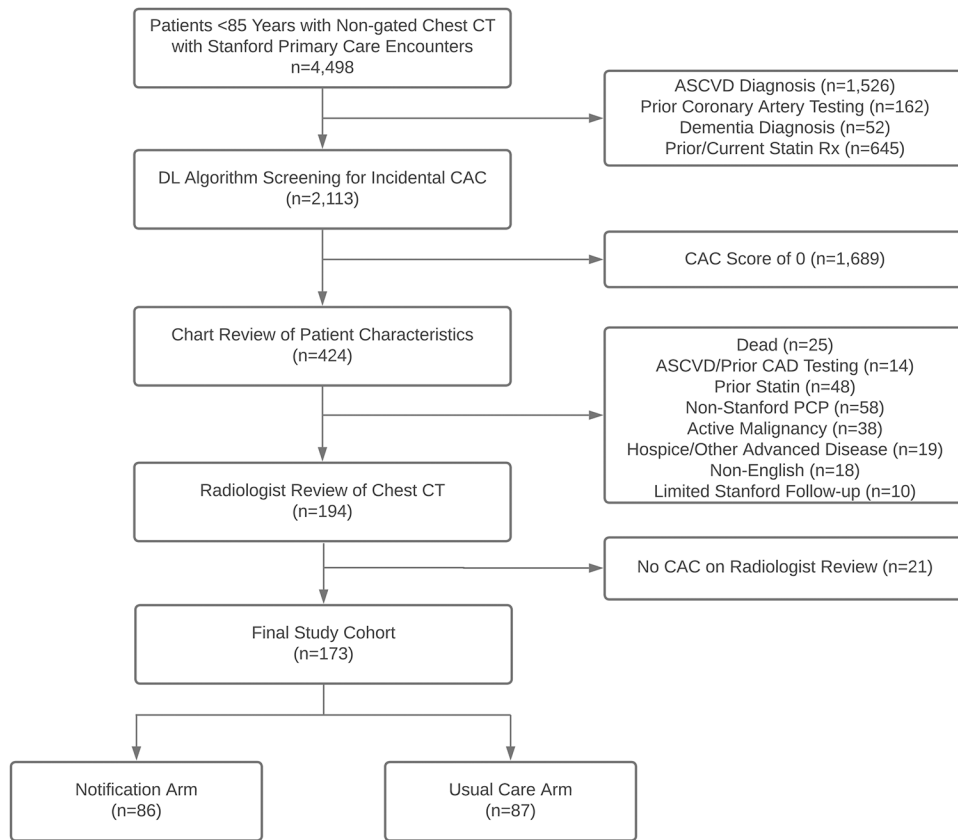 Patients <85 Years with Non-gated Chest CT
with Stanford Primary Care Encounters
n=4,498
ASCVD Diagnosis (n=1,526)
Prior Coronary Artery Testing (n=162)
Dementia Diagnosis (n=52)
Prior/Current Statin Rx (n=645)
DL Algorithm Screening for Incidental CAC
(n=2,113)
CAC Score of 0 (n=1,689)
Chart Review of Patient Characteristics
(n=424)
Dead (n=25)
ASCVD/Prior CAD Testing (n=14)
Prior Statin (n=48)
Non-Stanford PCP (n=58)
Active Malignancy (n=38)
Hospice/Other Advanced Disease (n=19)
Non-English (n=18)
Limited Stanford Follow-up (n=10)
Radiologist Review of Chest CT
(n=194)
No CAC on Radiologist Review (n=21)
Final Study Cohort
(n=173)
Notification Arm
(n=86)
Usual Care Arm
(n=87)